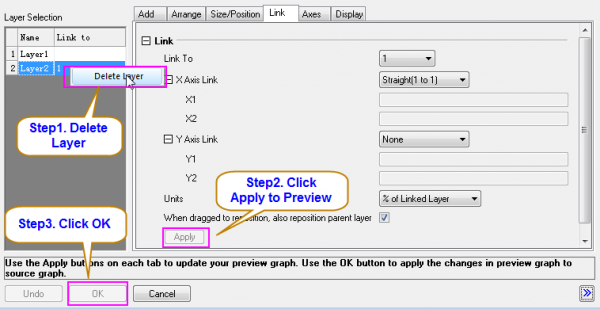 Layer Selection
Add
Arrange
Size/Position
Link
Axes
Display
Name
Link to
1
Layer1
2
Layer2
1
Delete Layer
Step1. Delete
Layer
Link
Link To
1
X Axis Link
Straight(1 to 1)
X1
X2
Y Axis Link
None
Y1
Y2
Units
% of Linked Layer
When dragged to reposition, also reposition parent layer
Apply
Step2. Click
Apply to Preview
Step3. Click OK
Use the Apply buttons on each tab to update your preview graph. Use the OK button to apply the changes in preview graph to
source graph.
Undo
OK
Cancel